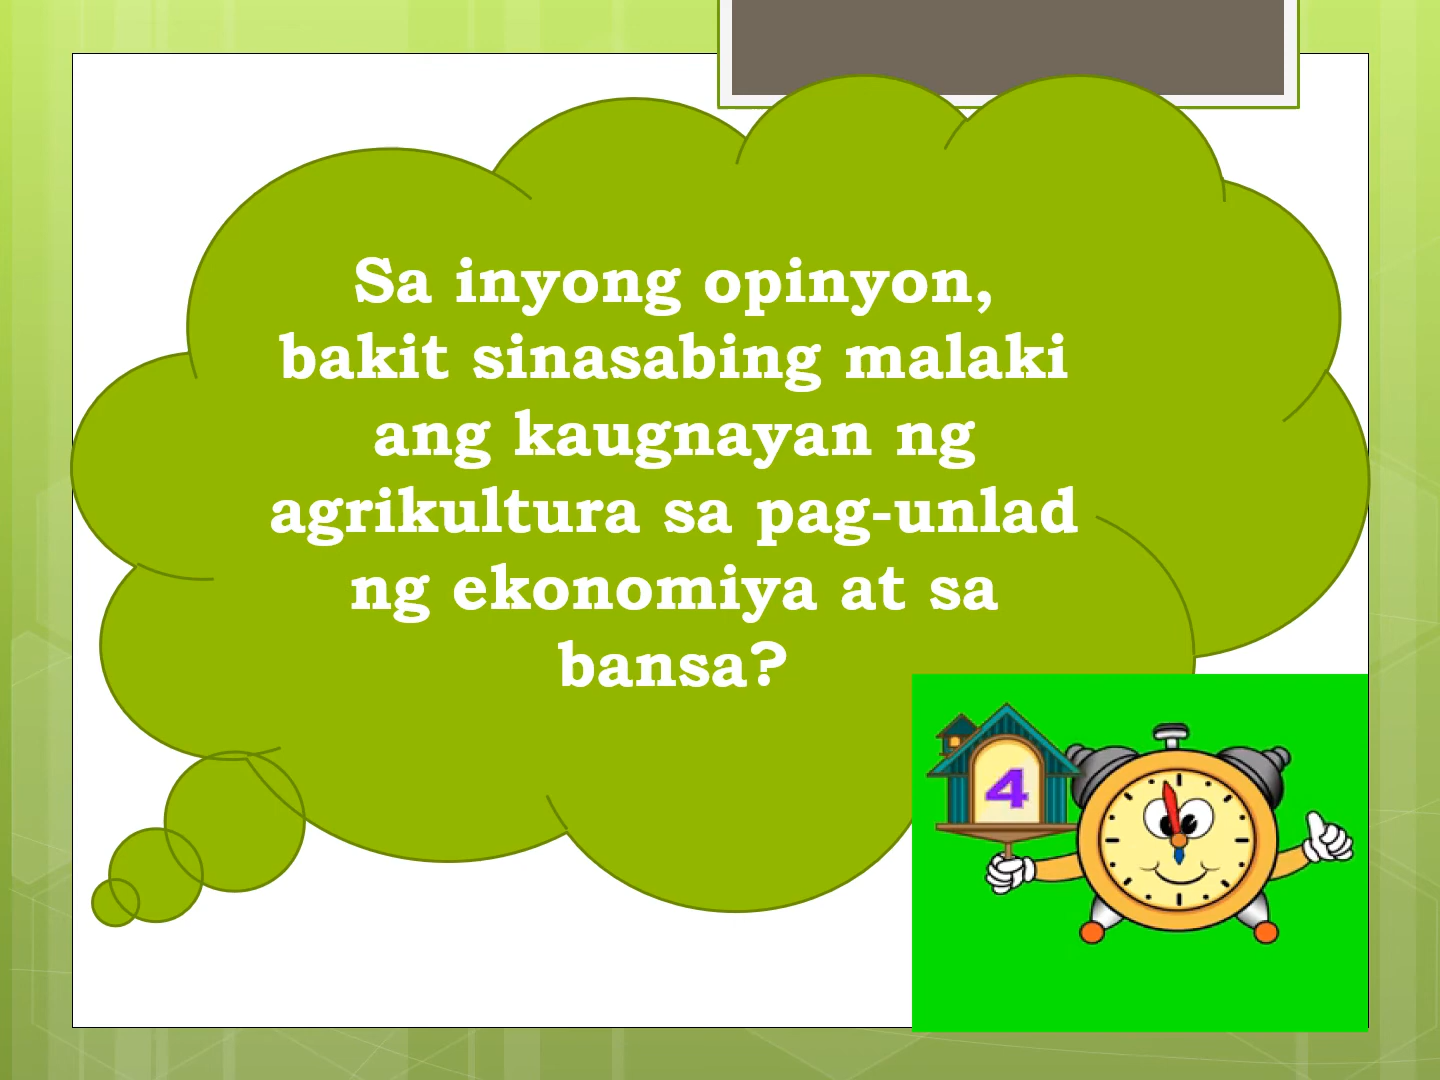 Sa inyong opinyon,
bakit sinasabing malaki
ang kaugnayan ng
agrikultura sa pag-unlad
ng ekonomiya at sa
bansa?
4